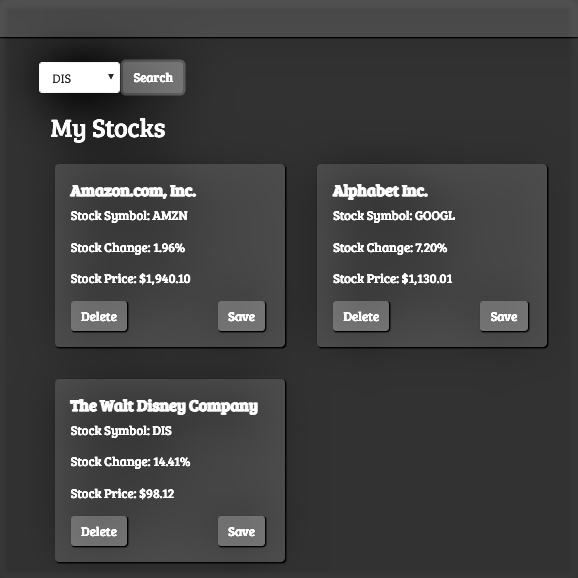 DIS Search
My Stocks
Amazon.com, Inc.
Stock Symbol: AMZN
Stock Change: 1.96%
Stock Price: $1,940.10
Delete Save
Alphabet Inc.
Stock Symbol: GOOGL
Stock Change: 7.20%
Stock Price: $1,130.01
Delete Save
The Walt Disney Company
Stock Symbol: DIS
Stock Change: 14.41%
Stock Price: $98.12
Delete Save